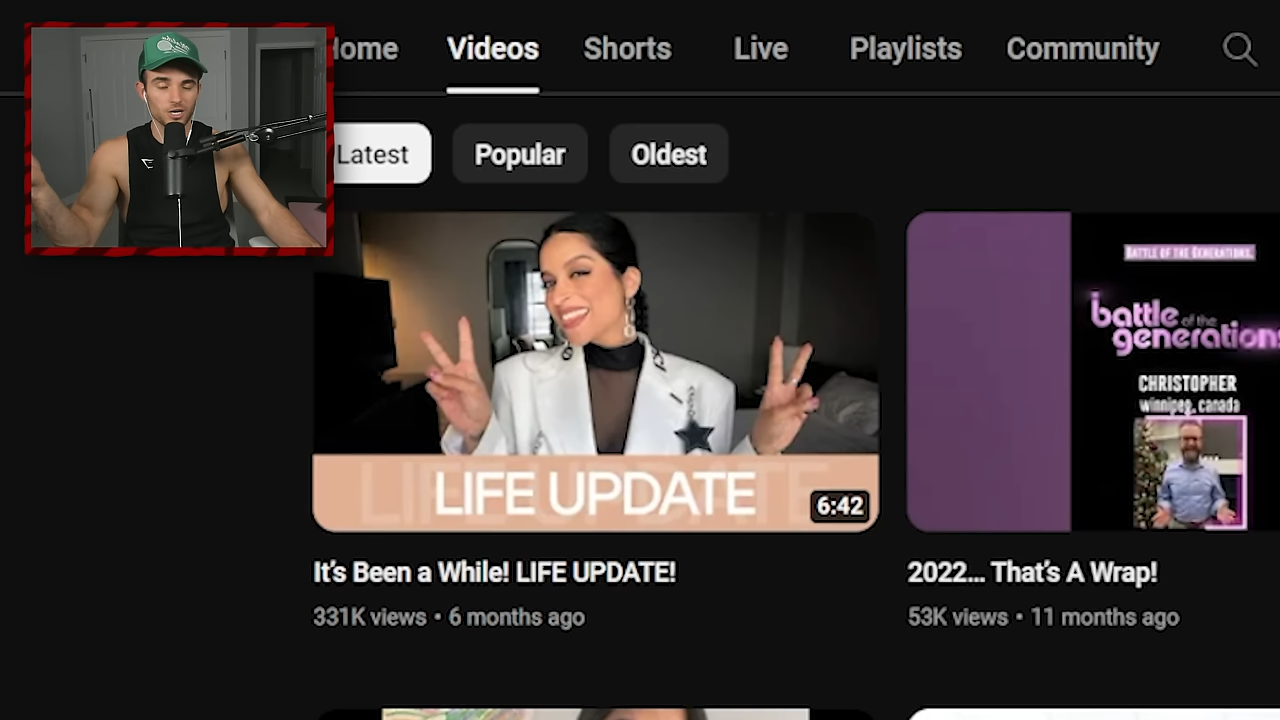 Home Videos Shorts Live Playlists Community
Latest Popular Oldest
BATTLE OF THE GENERATIONS.
battle of the
generations
CHRISTOPHER
winnipeg, canada
LIFE UPDATE
6:42
It's Been a While! LIFE UPDATE!
331K views • 6 months ago
2022... That's A Wrap!
53K views • 11 months ago